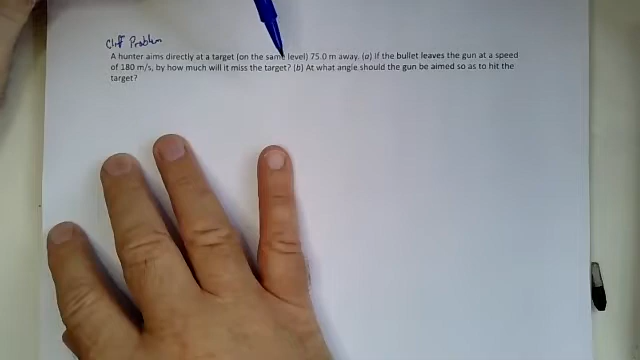 Cliff Problem
A hunter aims directly at a target (on the same level) 75.0 m away. (a) If the bullet leaves the gun at a speed
of 180 m/s, by how much will it miss the target? (b) At what angle should the gun be aimed so as to hit the
target?